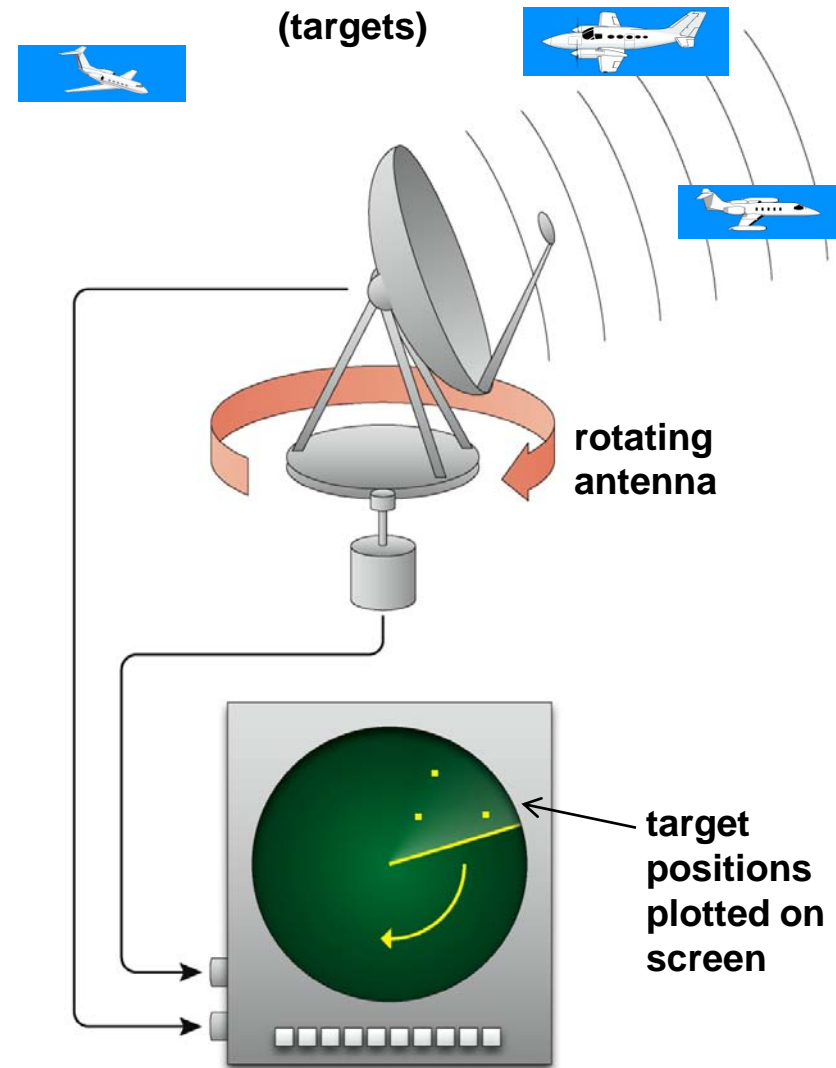 (targets)
rotating
antenna
target
positions
plotted on
screen